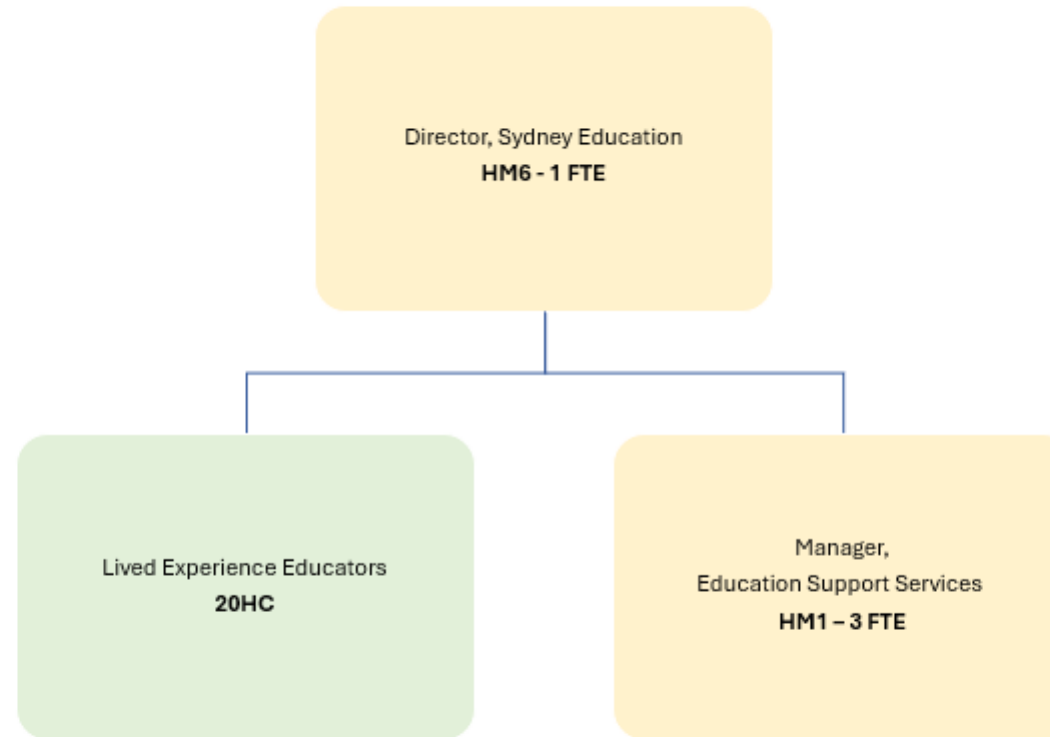 Director, Sydney Education
HM6 - 1 FTE
Lived Experience Educators
20HC
Manager,
Education Support Services
HM1 – 3 FTE